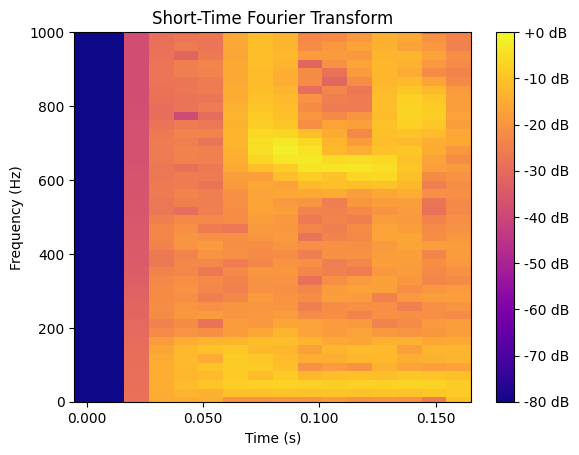 Short-Time Fourier Transform
1000
800
600
400
200
0
Frequency (Hz)
0.000
0.050
0.100
0.150
Time (s)
+0 dB
-10 dB
-20 dB
-30 dB
-40 dB
-50 dB
-60 dB
-70 dB
-80 dB